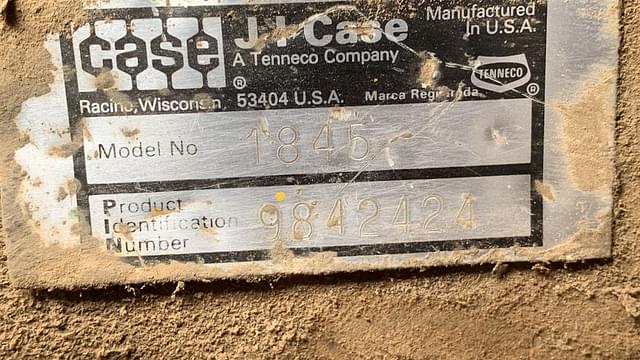 case
J I Case
Manufactured
In U.S.A.
A Tenneco Company
TENNECO
®
®
Racine, Wisconsin 53404 U.S.A. Marca Registrada
Model No 1845
Product
Identification
Number
9842424